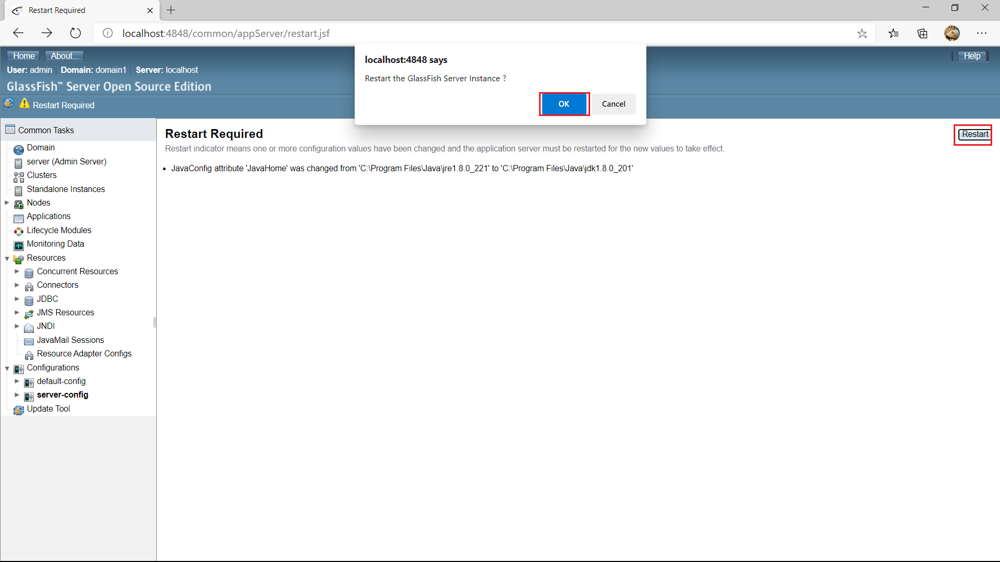 Restart Required
localhost:4848/common/appServer/restart.jsf
localhost:4848 says
Restart the GlassFish Server Instance ?
OK
Cancel
Home
About...
Help
User: admin
Domain: domain1
Server: localhost
GlassFish™ Server Open Source Edition
Restart Required
Common Tasks
Domain
server (Admin Server)
Clusters
Standalone Instances
Nodes
Applications
Lifecycle Modules
Monitoring Data
Resources
Concurrent Resources
Connectors
JDBC
JMS Resources
JNDI
JavaMail Sessions
Resource Adapter Configs
Configurations
default-config
server-config
Update Tool
Restart Required
Restart
Restart indicator means one or more configuration values have been changed and the application server must be restarted for the new values to take effect.
• JavaConfig attribute 'JavaHome' was changed from 'C:\Program Files\Java\jre1.8.0_221' to 'C:\Program Files\Java\jdk1.8.0_201'